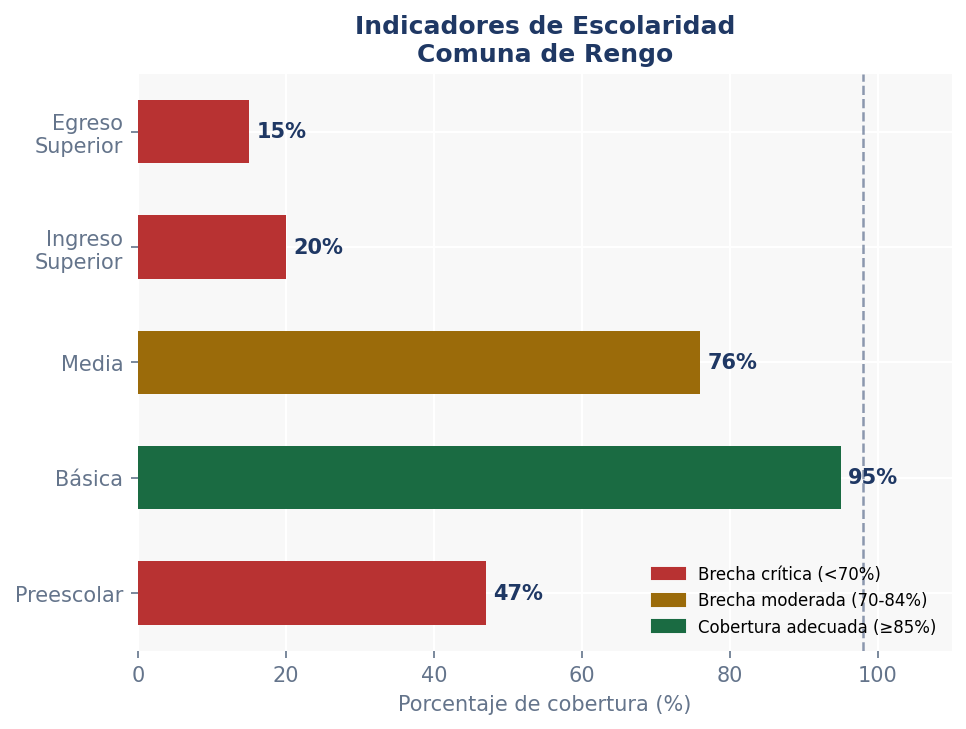 Indicadores de Escolaridad
Comuna de Rengo
Egreso
Superior
15%
Ingreso
Superior
20%
Media
76%
Básica
95%
Preescolar
47%
Brecha crítica (<70%)
Brecha moderada (70-84%)
Cobertura adecuada (≥85%)
0 20 40 60 80 100
Porcentaje de cobertura (%)